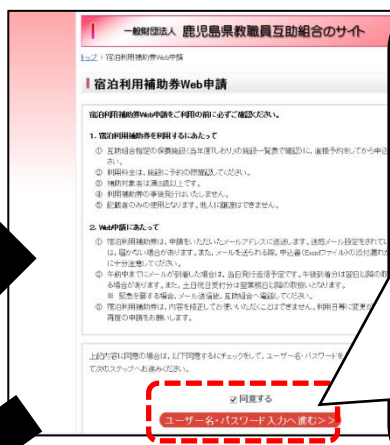 一般財団法人 鹿児島県教職員互助組合のサイト
トップ > 宿泊利用補助券Web申請
宿泊利用補助券Web申請
宿泊利用補助券Web申請をご利用の前に必ずご確認ください。
1. 宿泊利用補助券を利用するにあたって
① 互助組合指定の保養施設(当年度「しおり」の施設一覧表で確認)に、直接予約をしてから申込
さい。
② 利用料金は、施設に予約の際確認してください。
③ 補助対象者は満3歳以上です。
④ 利用補助券の事後発行はいたしません。
⑤ 記載者のみの使用となります。他人に譲渡はできません。
2. Web申請にあたって
① 宿泊利用補助券は、申請をいただいたメールアドレスに返送します。迷惑メール設定をされてい
は、届かない場合があります。また、メールを送られる際、申込書(Excelファイル)の添付漏れが
に十分注意してください。
② 午前中までにメールが到着した場合は、当日発行返信予定です。午後到着分は翌日以降の取
る場合があります。また、土日祝日受付分は翌業務日以降の取扱いとなります。
※ 緊急を要する場合、メール送信後、互助組合へ電話してください。
③ 宿泊利用補助券は、内容を修正してお使いいただくことはできません。利用日等に変更が
再度の申請をお願いします。
上記内容に同意の場合は、以下同意するにチェックをして、ユーザー名・パスワードを
て次のステップへお進みください。
同意する
ユーザー名・パスワード入力へ進む>>